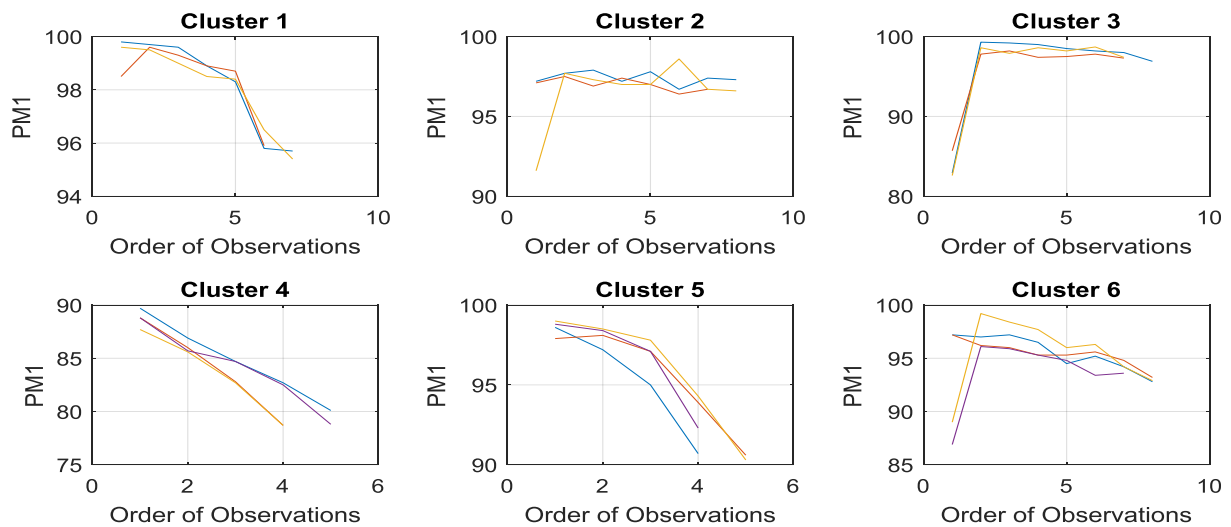 Cluster 1
100
98
96
94
PM1
0
5
10
Order of Observations
Cluster 2
100
95
90
PM1
0
5
10
Order of Observations
Cluster 3
100
90
80
PM1
0
5
10
Order of Observations
Cluster 4
90
85
80
75
PM1
0
2
4
6
Order of Observations
Cluster 5
100
95
90
PM1
0
2
4
6
Order of Observations
Cluster 6
100
95
90
85
PM1
0
5
10
Order of Observations